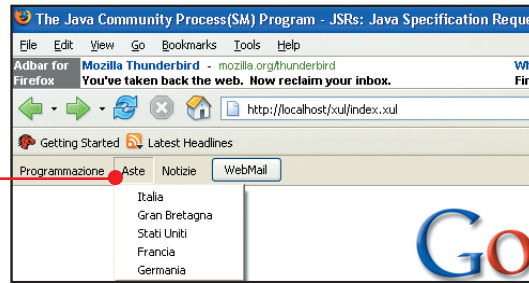 The Java Community Process(SM) Program - JSRs: Java Specification Reque
File Edit View Go Bookmarks Tools Help
Adbar for Firefox
Mozilla Thunderbird - mozilla.org/thunderbird
You've taken back the web. Now reclaim your inbox.
Wh
Fir
http://localhost/xul/index.xul
Getting Started Latest Headlines
Programmazione Aste Notizie WebMail
Italia
Gran Bretagna
Stati Uniti
Francia
Germania
Go